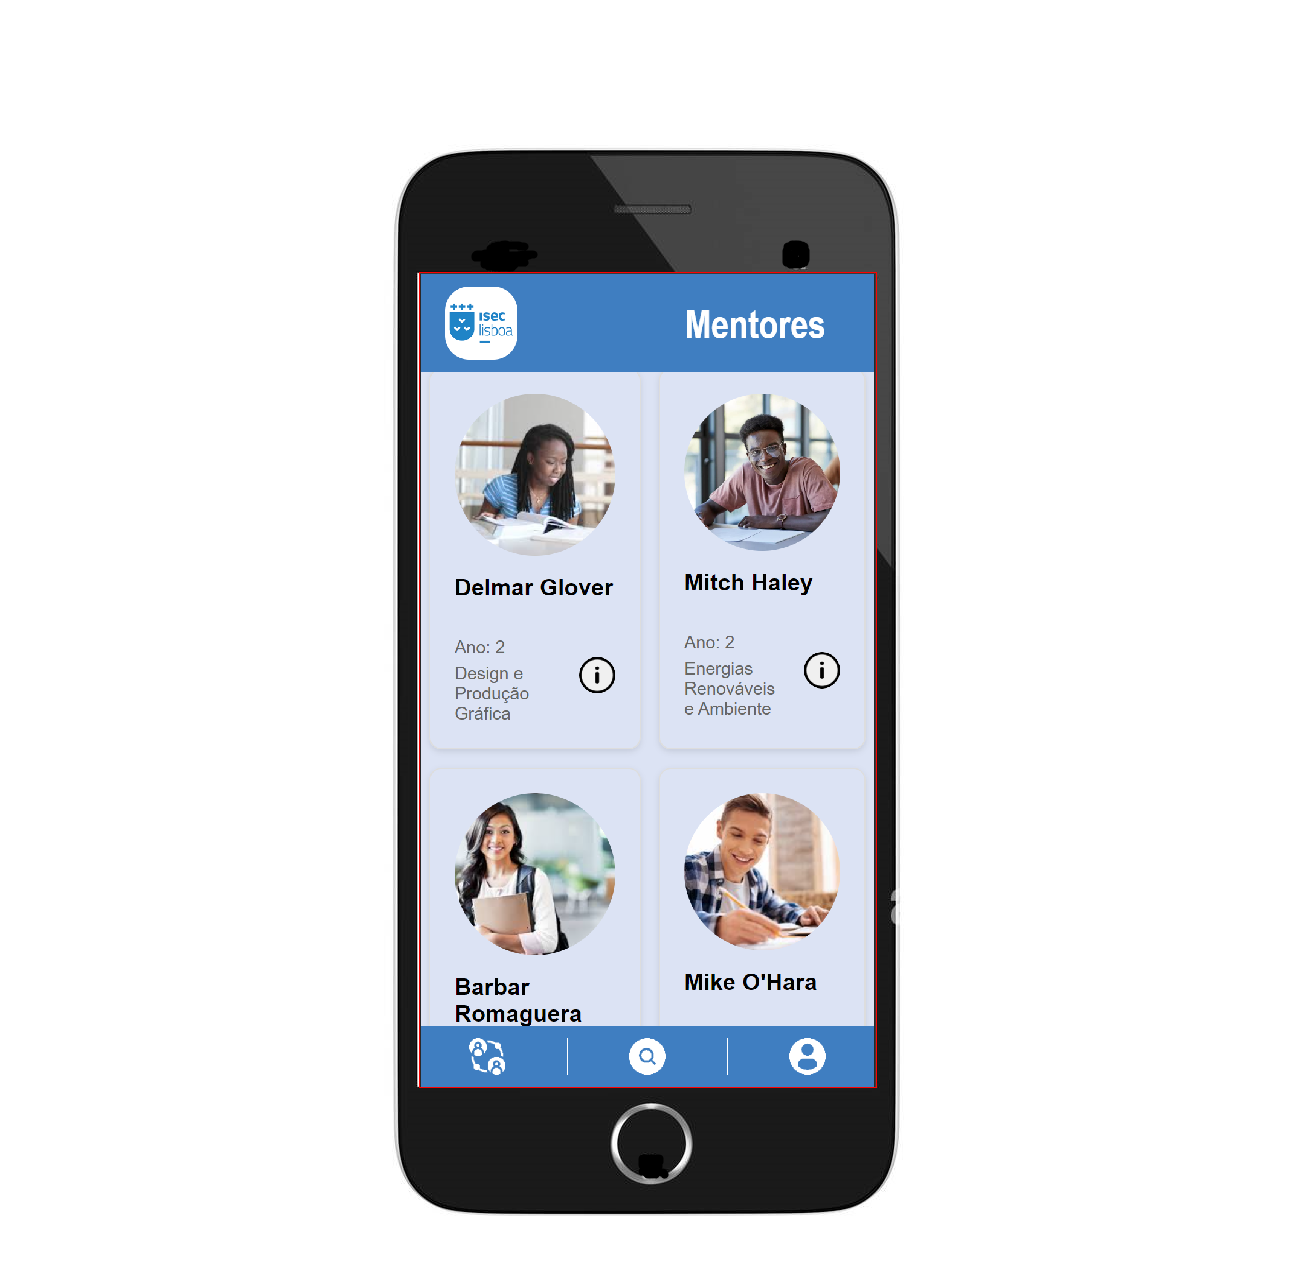 ISEC
lisboa
Mentores
Delmar Glover
Ano: 2
Design e
Produção
Gráfica
Mitch Haley
Ano: 2
Energias
Renováveis
e Ambiente
Barbar
Romaguera
Mike O'Hara
a